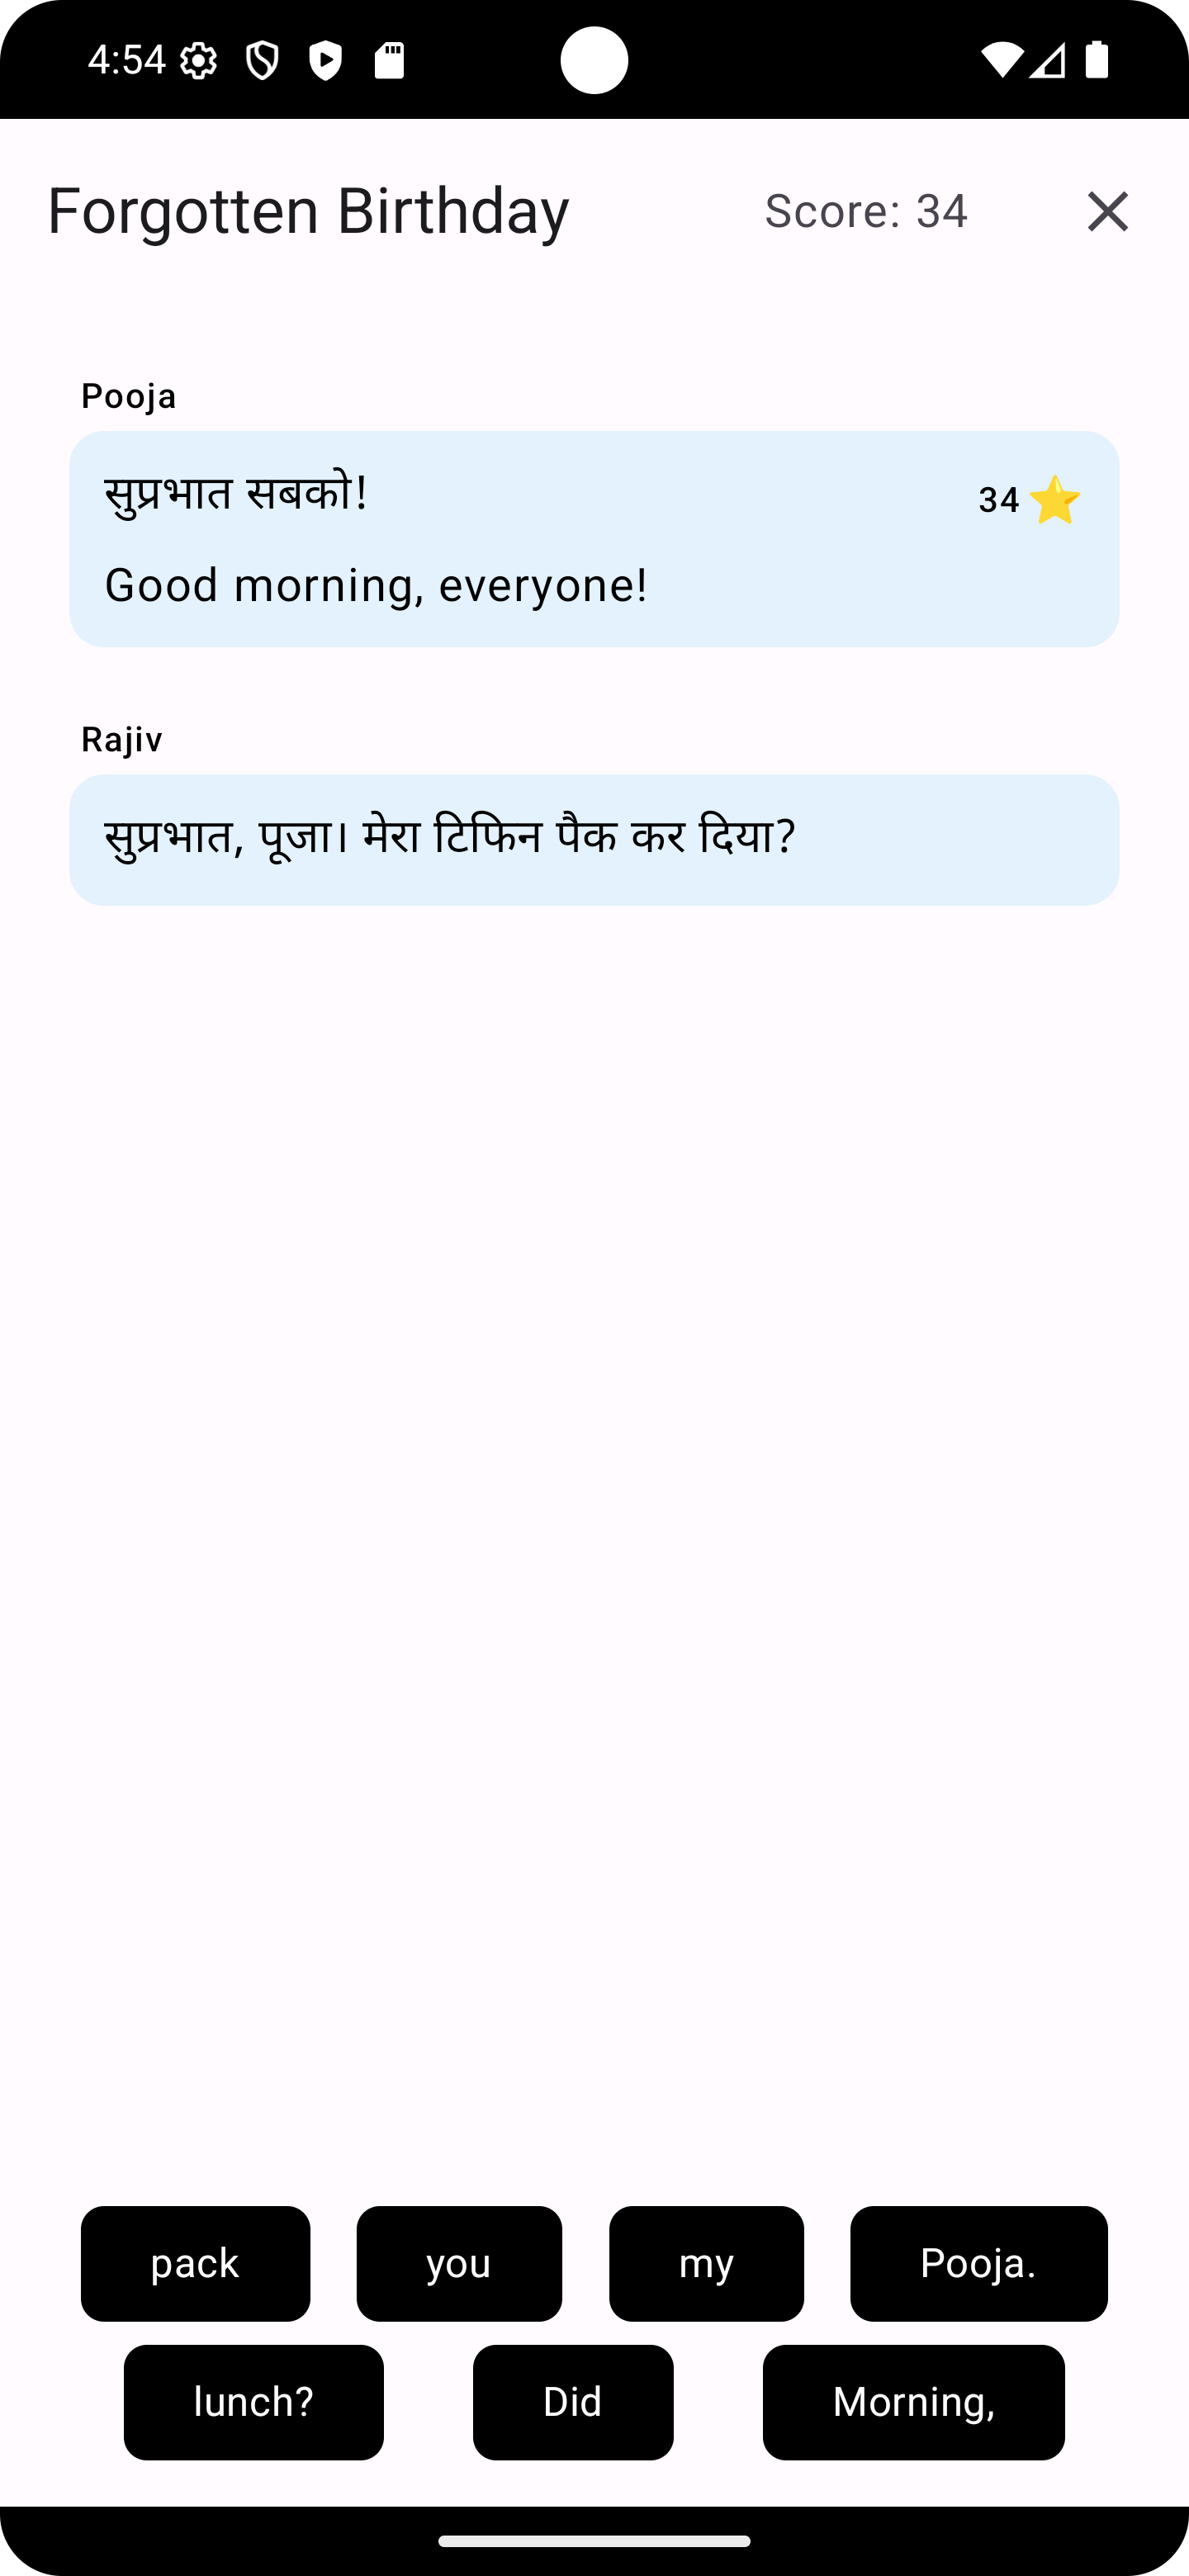 4:54
Forgotten Birthday
Score: 34
Pooja
सुप्रभात सबको!
34
Good morning, everyone!
Rajiv
सुप्रभात, पूजा। मेरा टिफिन पैक कर दिया?
pack you my Pooja.
lunch? Did Morning,